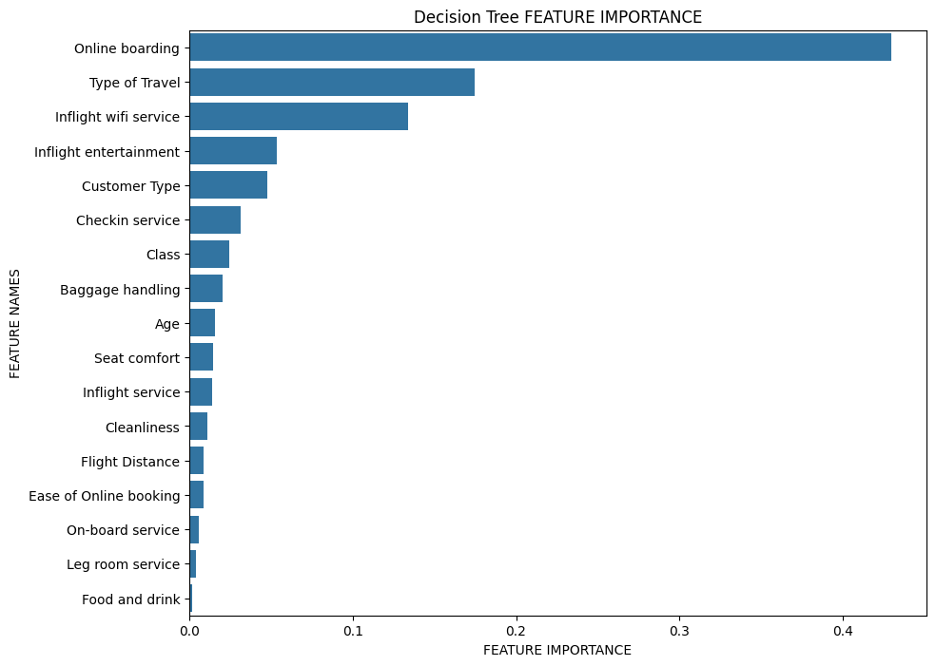 Decision Tree FEATURE IMPORTANCE
FEATURE NAMES
Online boarding
Type of Travel
Inflight wifi service
Inflight entertainment
Customer Type
Checkin service
Class
Baggage handling
Age
Seat comfort
Inflight service
Cleanliness
Flight Distance
Ease of Online booking
On-board service
Leg room service
Food and drink
0.0 0.1 0.2 0.3 0.4
FEATURE IMPORTANCE